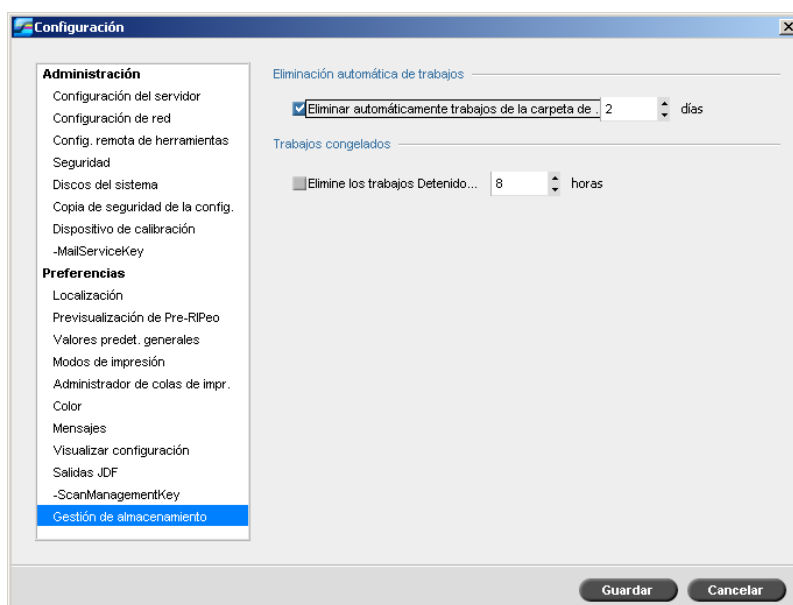 Configuración
Administración
Configuración del servidor
Configuración de red
Config. remota de herramientas
Seguridad
Discos del sistema
Copia de seguridad de la config.
Dispositivo de calibración
-MailServiceKey
Preferencias
Localización
Previsualización de Pre-RIPeo
Valores predet. generales
Modos de impresión
Administrador de colas de impr.
Color
Mensajes
Visualizar configuración
Salidas JDF
-ScanManagementKey
Gestión de almacenamiento
Eliminación automática de trabajos
Eliminar automáticamente trabajos de la carpeta de . 2 días
Trabajos congelados
Elimine los trabajos Detenido... 8 horas
Guardar Cancelar